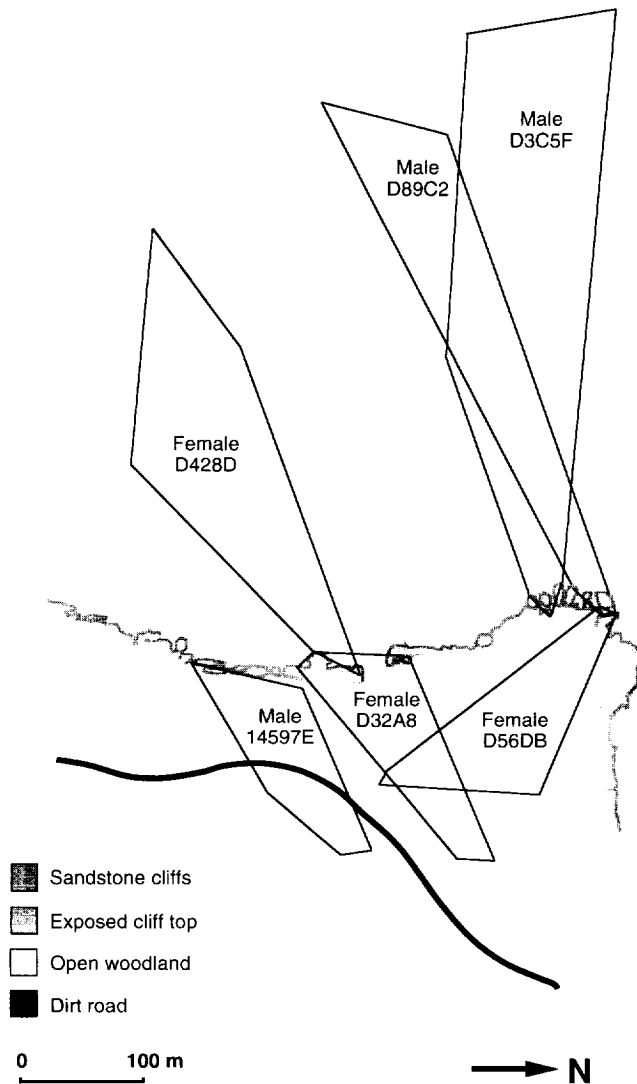 Male
D3C5F
Male
D89C2
Female
D428D
Female
D32A8
Male
14597E
Female
D56DB
Sandstone cliffs
Exposed cliff top
Open woodland
Dirt road
0 100 m
N